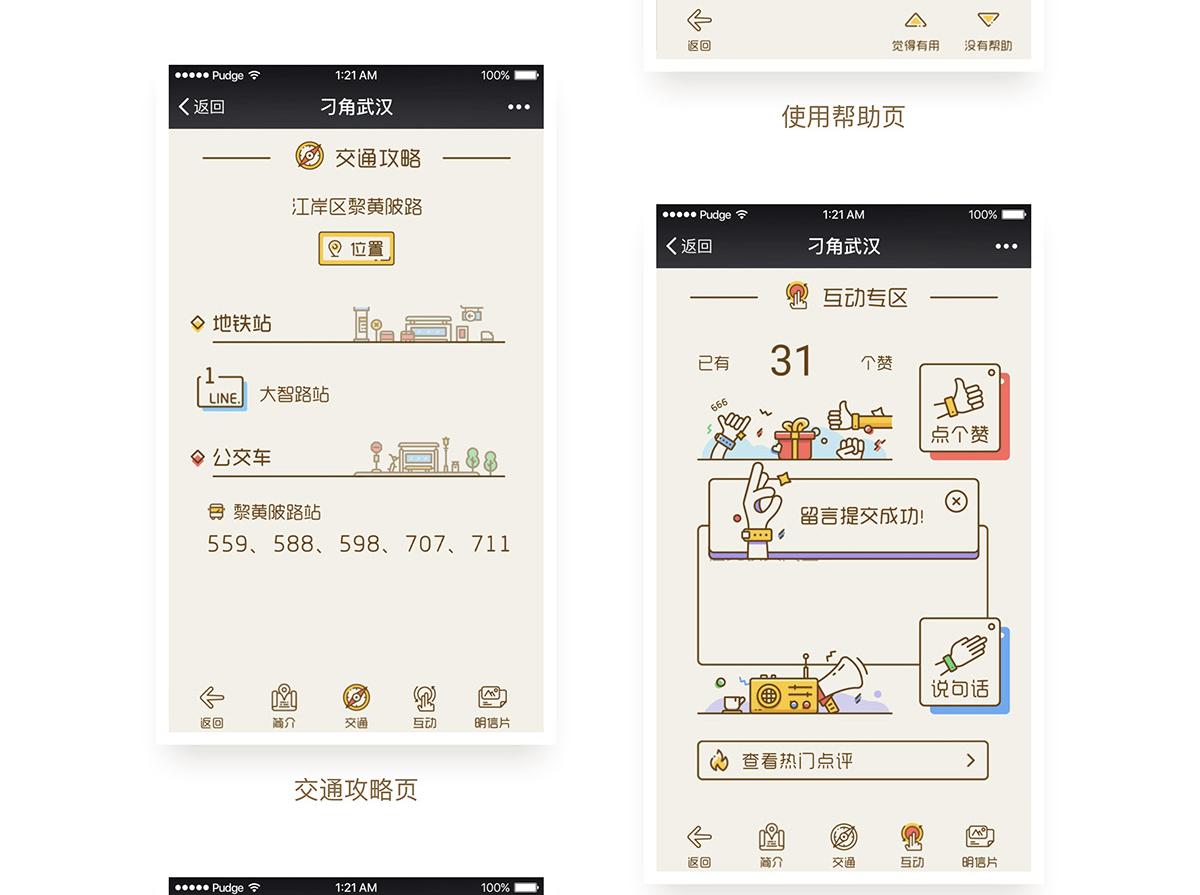 返回
觉得有用
没有帮助
使用帮助页
Pudge
1:21 AM
100%
返回
刁角武汉
交通攻略
江岸区黎黄陂路
位置
地铁站
1
LINE.
大智路站
公交车
黎黄陂路站
559、588、598、707、711
返回
简介
交通
互动
明信片
交通攻略页
Pudge
1:21 AM
100%
Pudge
1:21 AM
100%
返回
刁角武汉
互动专区
已有
31
个赞
666
点个赞
留言提交成功!
说句话
查看热门点评
返回
简介
交通
互动
明信片